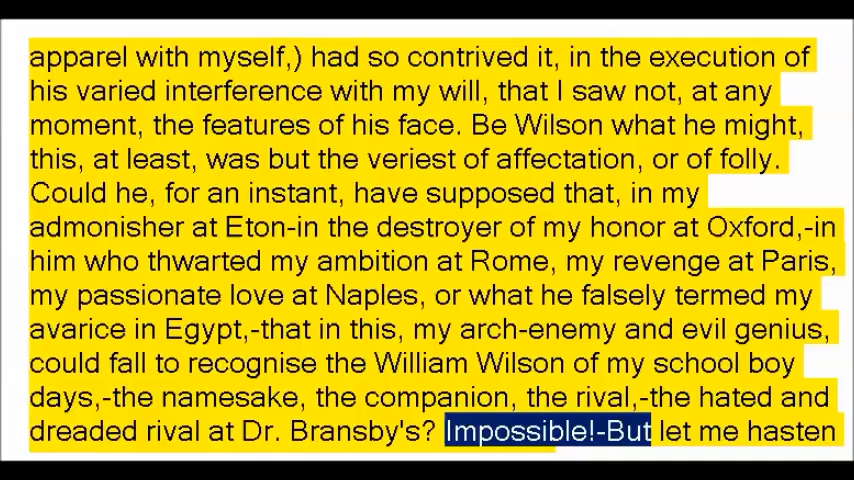 apparel with myself,) had so contrived it, in the execution of
his varied interference with my will, that I saw not, at any
moment, the features of his face. Be Wilson what he might,
this, at least, was but the veriest of affectation, or of folly.
Could he, for an instant, have supposed that, in my
admonisher at Eton-in the destroyer of my honor at Oxford,-in
him who thwarted my ambition at Rome, my revenge at Paris,
my passionate love at Naples, or what he falsely termed my
avarice in Egypt,-that in this, my arch-enemy and evil genius,
could fall to recognise the William Wilson of my school boy
days,-the namesake, the companion, the rival,-the hated and
dreaded rival at Dr. Bransby's? Impossible!-But let me hasten